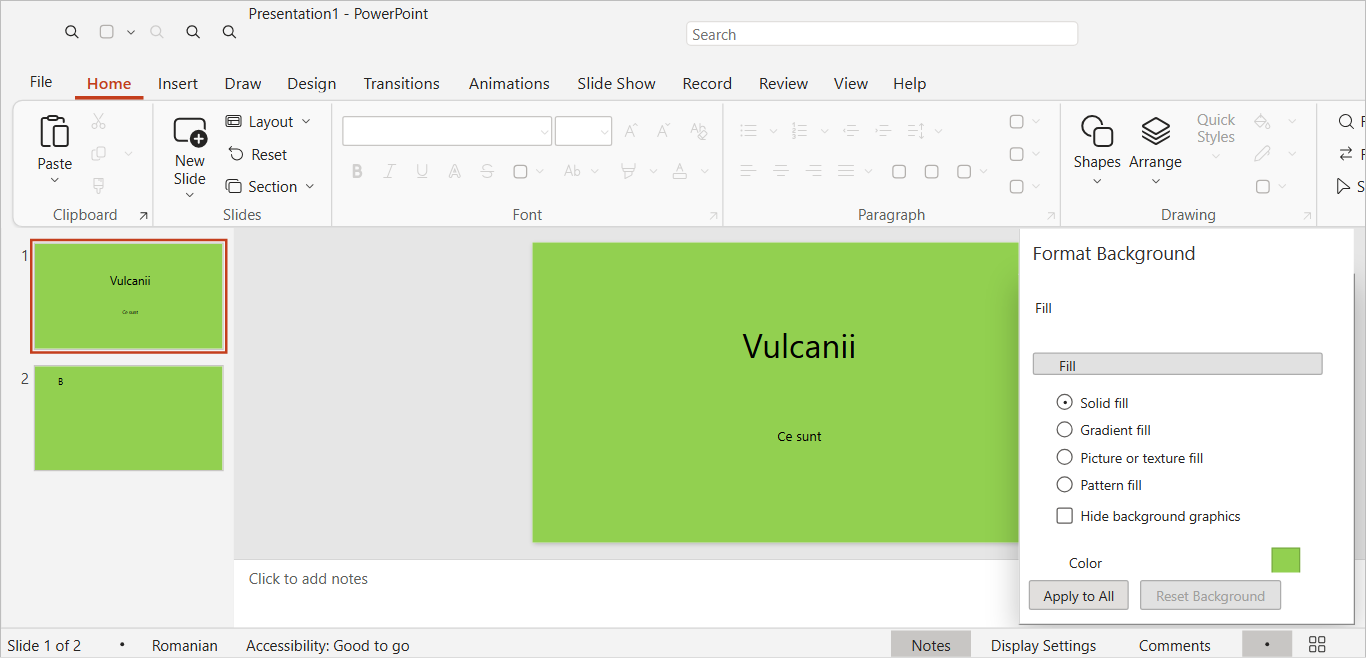 Presentation1 - PowerPoint
Search
File Home Insert Draw Design Transitions Animations Slide Show Record Review View Help
Paste
Clipboard
New Slide
Layout
Reset
Section
Slides
Font
Paragraph
Shapes
Arrange
Quick Styles
Drawing
1
Vulcanii
Ce sunt
2
B
Vulcanii
Ce sunt
Click to add notes
Format Background
Fill
Fill
Solid fill
Gradient fill
Picture or texture fill
Pattern fill
Hide background graphics
Color
Apply to All
Reset Background
Slide 1 of 2
Romanian
Accessibility: Good to go
Notes
Display Settings
Comments